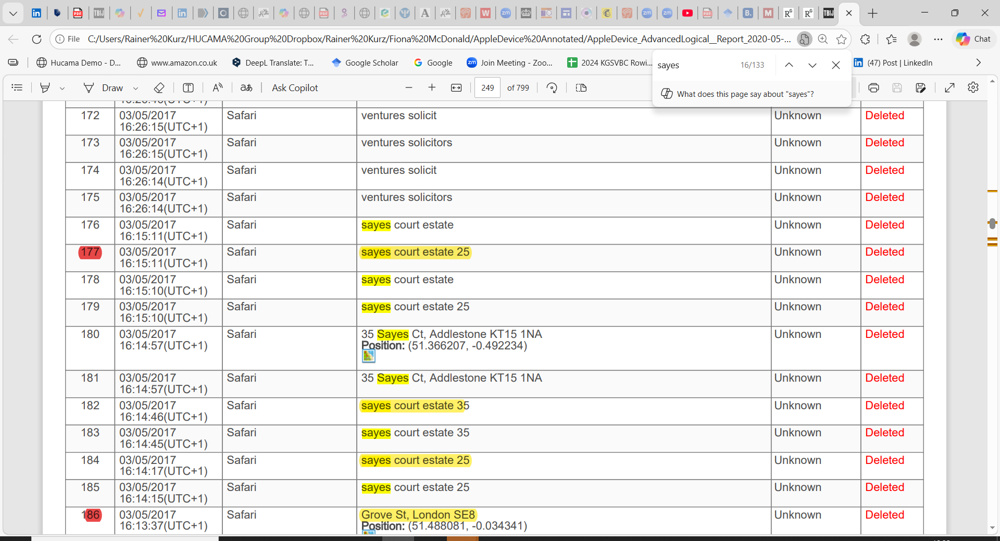 File C:/Users/Rainer%20Kurz/HUCAMA%20Group%20Dropbox/Rainer%20Kurz/Fiona%20McDonald/AppleDevice%20Annotated/AppleDevice_AdvancedLogical__Report_2020-05-... Chat
Hucama Demo - D... www.amazon.co.uk DeepL Translate: T... Google Scholar Google Join Meeting - Zoo... 2024 KGSVBC Rowi... (47) Post | LinkedIn
sayes 16/133
What does this page say about "sayes"?
Draw Ask Copilot 249 of 799
172 03/05/2017 Safari ventures solicit Unknown Deleted
16:26:15(UTC+1)
173 03/05/2017 Safari ventures solicitors Unknown Deleted
16:26:15(UTC+1)
174 03/05/2017 Safari ventures solicit Unknown Deleted
16:26:14(UTC+1)
175 03/05/2017 Safari ventures solicitors Unknown Deleted
16:26:14(UTC+1)
176 03/05/2017 Safari sayes court estate Unknown Deleted
16:15:11(UTC+1)
177 03/05/2017 Safari sayes court estate 25 Unknown Deleted
16:15:11(UTC+1)
178 03/05/2017 Safari sayes court estate Unknown Deleted
16:15:10(UTC+1)
179 03/05/2017 Safari sayes court estate 25 Unknown Deleted
16:15:10(UTC+1)
180 03/05/2017 Safari 35 Sayes Ct, Addlestone KT15 1NA Unknown Deleted
16:14:57(UTC+1) Position: (51.366207, -0.492234)
181 03/05/2017 Safari 35 Sayes Ct, Addlestone KT15 1NA Unknown Deleted
16:14:57(UTC+1)
182 03/05/2017 Safari sayes court estate 35 Unknown Deleted
16:14:46(UTC+1)
183 03/05/2017 Safari sayes court estate 35 Unknown Deleted
16:14:45(UTC+1)
184 03/05/2017 Safari sayes court estate 25 Unknown Deleted
16:14:17(UTC+1)
185 03/05/2017 Safari sayes court estate 25 Unknown Deleted
16:14:15(UTC+1)
186 03/05/2017 Safari Grove St, London SE8 Unknown Deleted
16:13:37(UTC+1) Position: (51.488081, -0.034341)